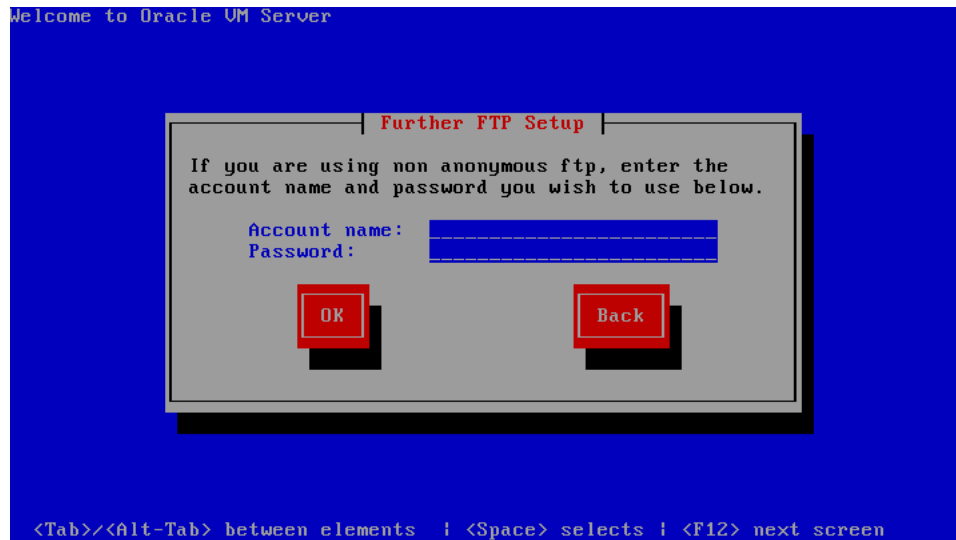 Welcome to Oracle VM Server
Further FTP Setup
If you are using non anonymous ftp, enter the
account name and password you wish to use below.
Account name:
Password:
OK Back
<Tab>/<Alt-Tab> between elements | <Space> selects | <F12> next screen